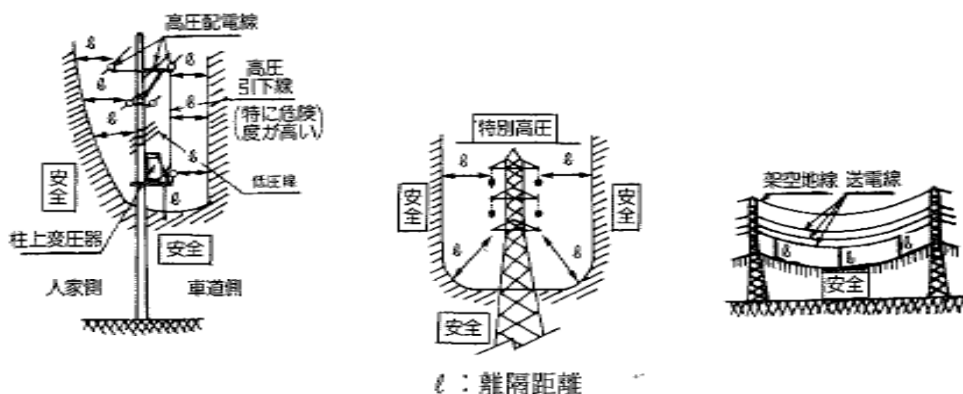 高圧配電線
ℓ
ℓ
高圧
引下線
ℓ
ℓ
(特に危険
度が高い)
ℓ
ℓ
安全
低圧線
ℓ
柱上変圧器
安全
人家側
車道側
特別高圧
ℓ
ℓ
安全
安全
ℓ
ℓ
安全
架空地線 送電線
ℓ
ℓ
ℓ
安全
ℓ：離隔距離